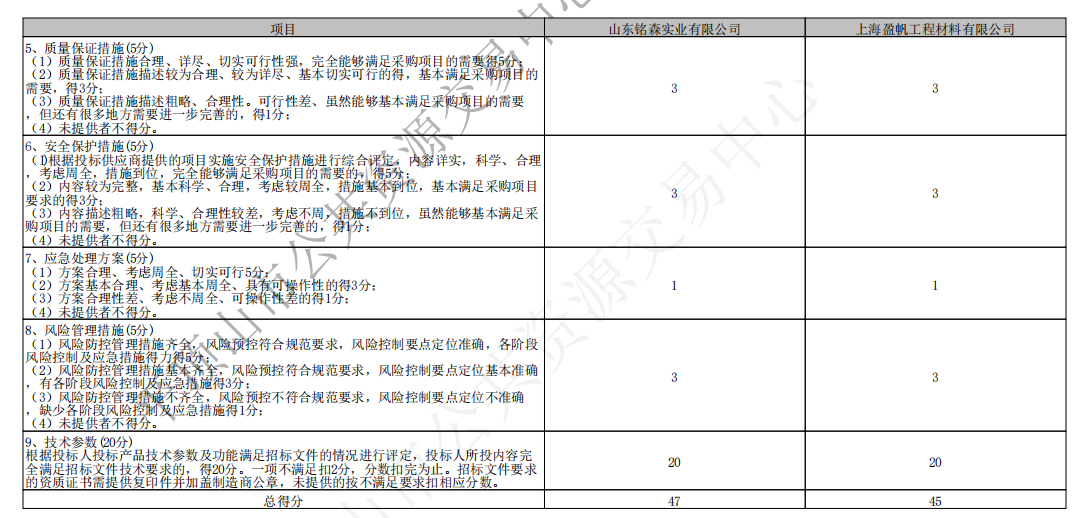 项目 山东铭森实业有限公司 上海盈帆工程材料有限公司
5、质量保证措施(5分)
（1）质量保证措施合理、详尽、切实可行性强，完全能够满足采购项目的需要得5分；
（2）质量保证措施描述较为合理、较为详尽、基本切实可行的得，基本满足采购项目的
需要，得3分；
（3）质量保证措施描述粗略、合理性。可行性差、虽然能够基本满足采购项目的需要
，但还有很多地方需要进一步完善的，得1分；
（4）未提供者不得分。
3 3
6、安全保护措施(5分)
（1)根据投标供应商提供的项目实施安全保护措施进行综合评定，内容详实，科学、合理
，考虑周全，措施到位，完全能够满足采购项目的需要的，得5分；
（2）内容较为完整，基本科学、合理，考虑较周全，措施基本到位，基本满足采购项目
要求的得3分；
（3）内容描述粗略，科学、合理性较差，考虑不周，措施不到位，虽然能够基本满足采
购项目的需要，但还有很多地方需要进一步完善的，得1分；
（4）未提供者不得分。
3 3
7、应急处理方案(5分)
（1）方案合理、考虑周全、切实可行5分；
（2）方案基本合理、考虑基本周全、具有可操作性的得3分；
（3）方案合理性差、考虑不周全、可操作性差的得1分；
（4）未提供者不得分。
1 1
8、风险管理措施(5分)
（1）风险防控管理措施齐全，风险预控符合规范要求，风险控制要点定位准确，各阶段
风险控制及应急措施得力得5分；
（2）风险防控管理措施基本齐全，风险预控符合规范要求，风险控制要点定位基本准确
，有各阶段风险控制及应急措施得3分；
（3）风险防控管理措施不齐全，风险预控不符合规范要求，风险控制要点定位不准确
，缺少各阶段风险控制及应急措施得1分；
（4）未提供者不得分。
3 3
9、技术参数(20分)
根据投标人投标产品技术参数及功能满足招标文件的情况进行评定，投标人所投内容完
全满足招标文件技术要求的，得20分。一项不满足扣2分，分数扣完为止。招标文件要求
的资质证书需提供复印件并加盖制造商公章，未提供的按不满足要求扣相应分数。
20 20
总得分 47 45
顶山市公共资源交易中心
山市公共资源交易中心